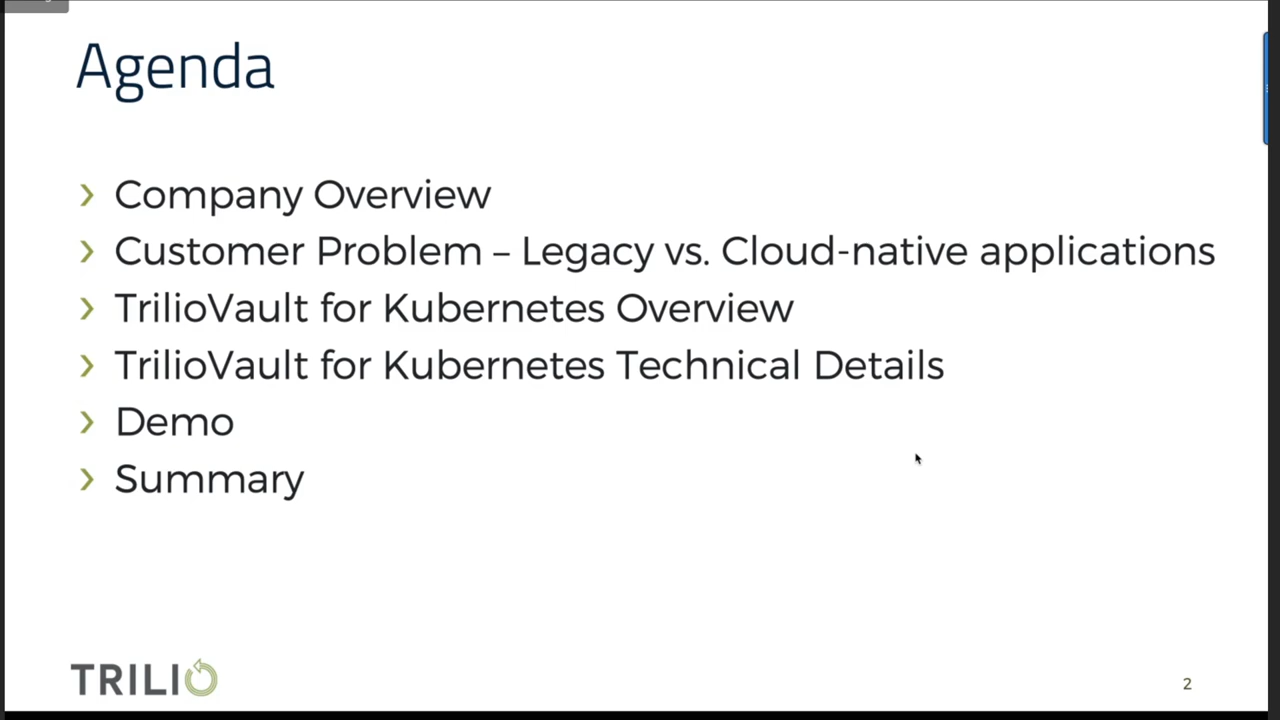 Agenda
› Company Overview
› Customer Problem – Legacy vs. Cloud-native applications
› TrilioVault for Kubernetes Overview
› TrilioVault for Kubernetes Technical Details
› Demo
› Summary
TRILIO
2